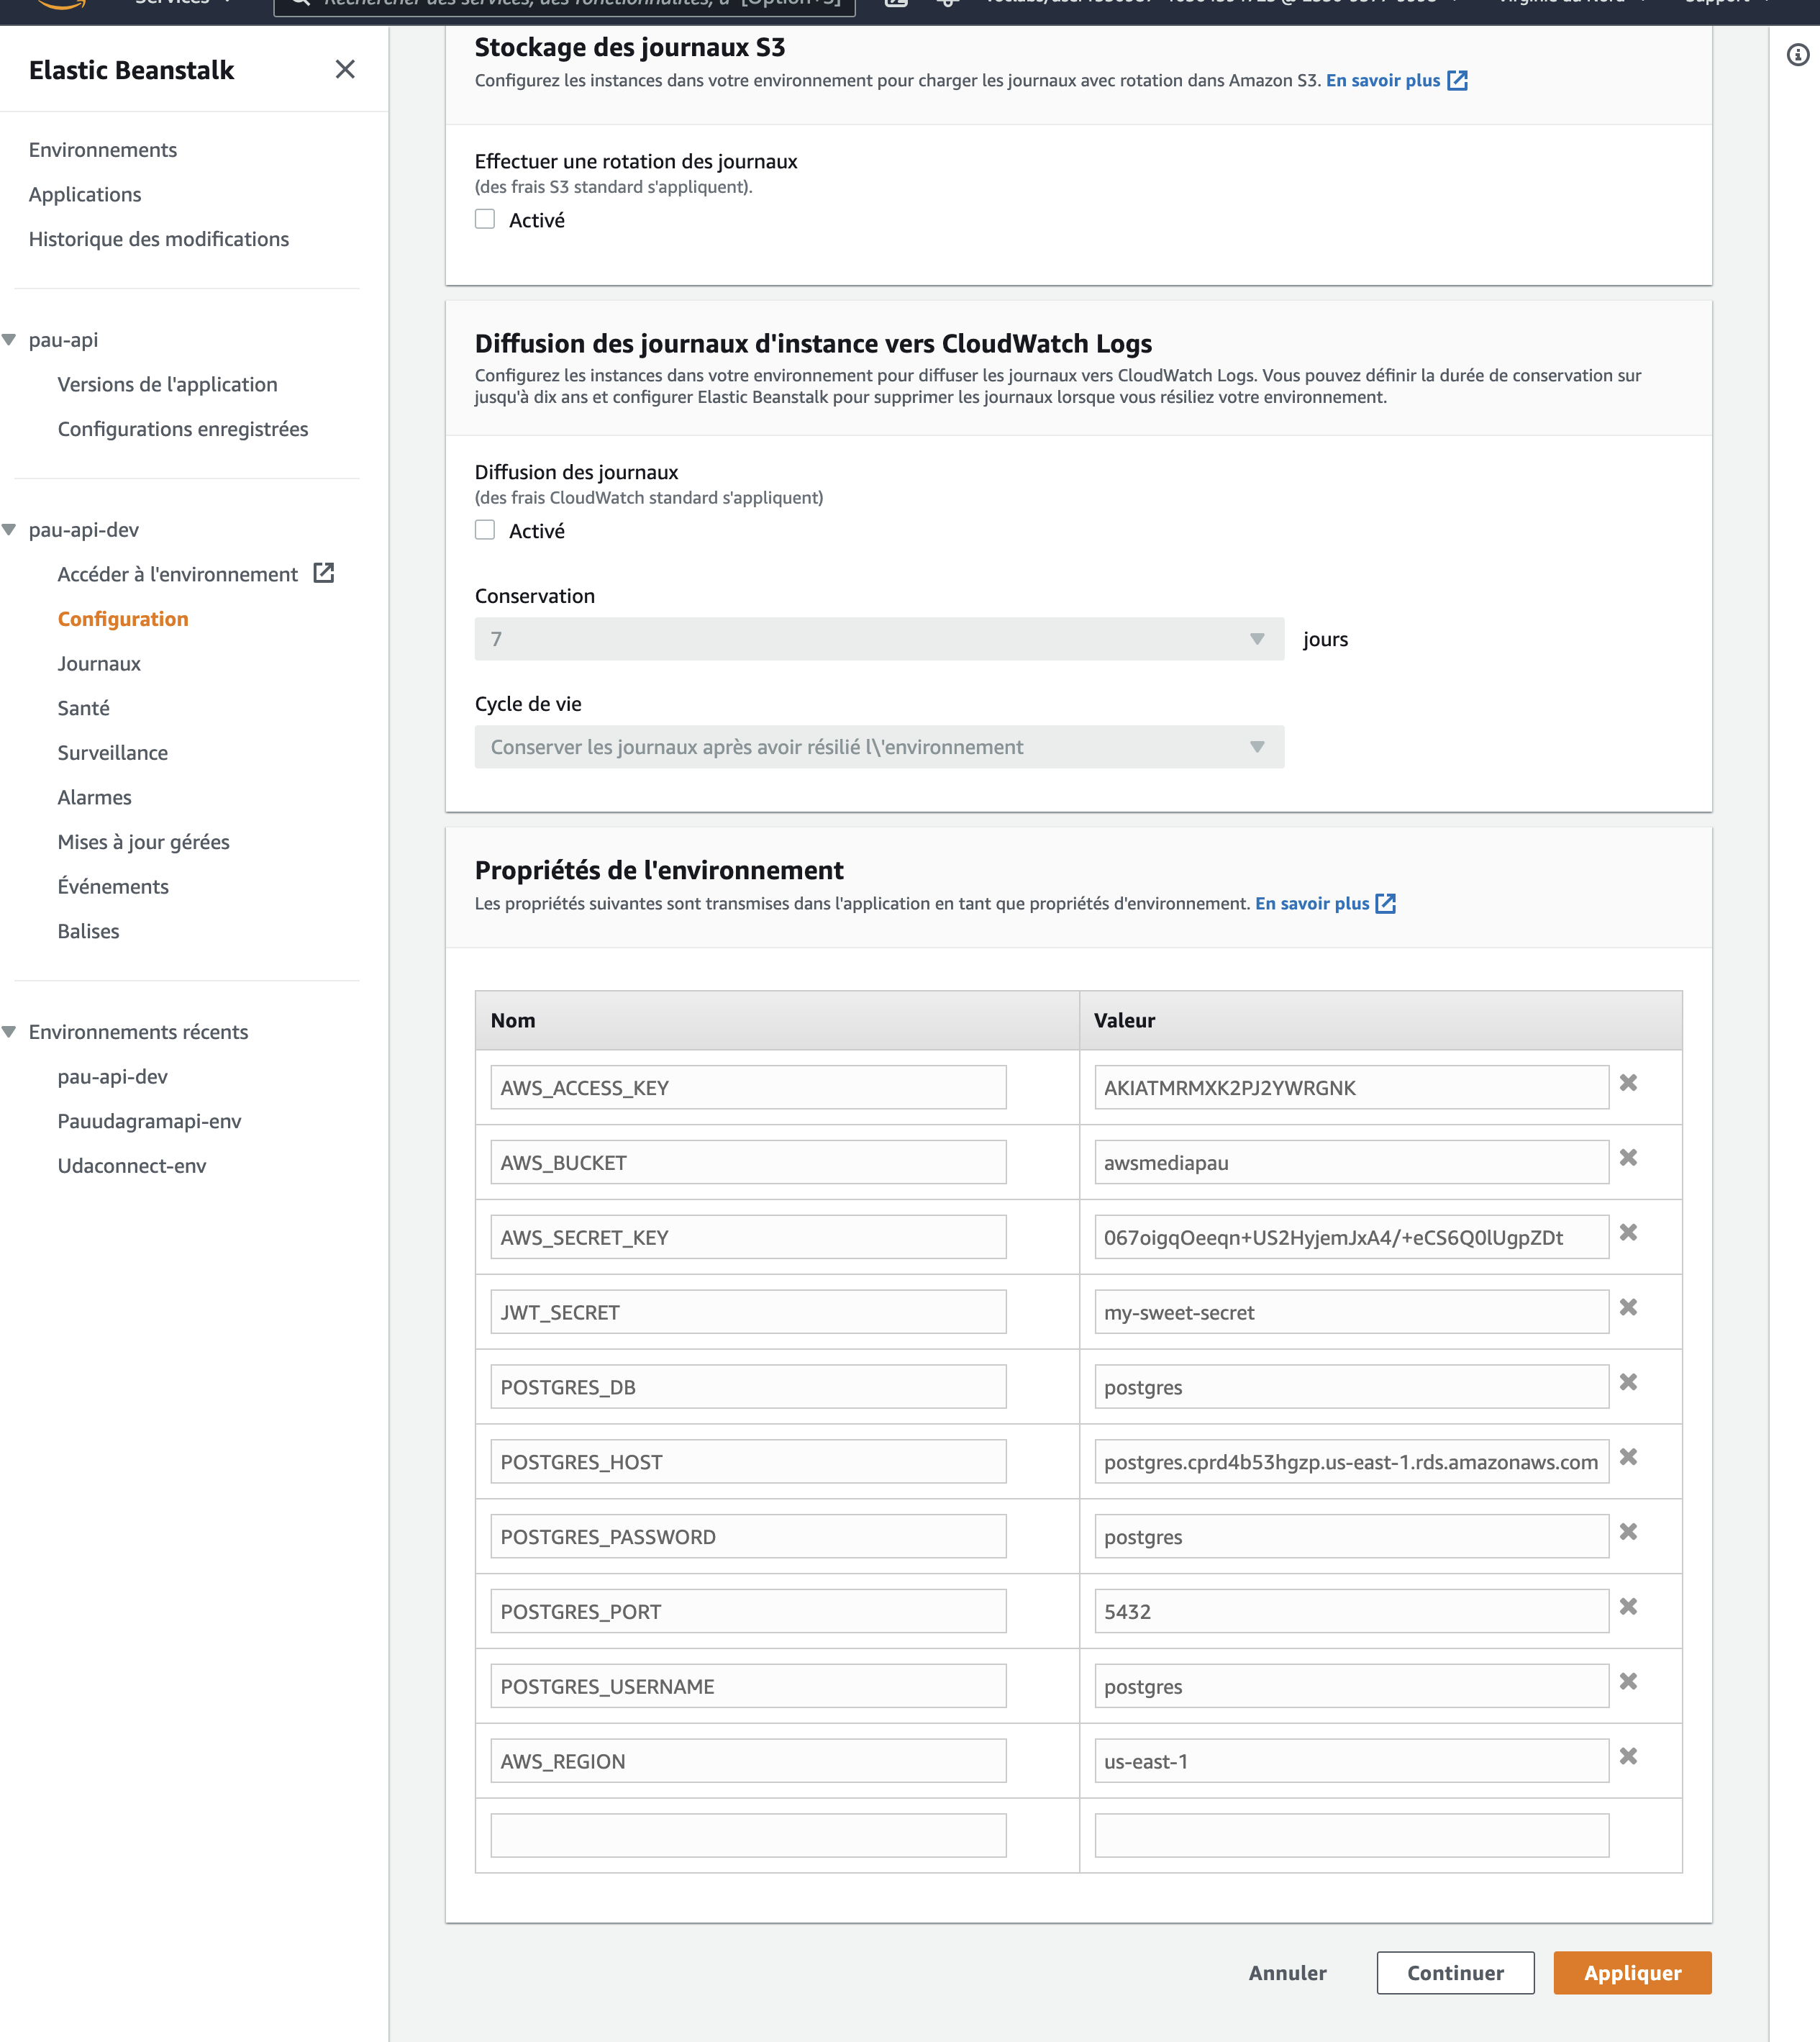 Elastic Beanstalk
Environnements
Applications
Historique des modifications
pau-api
Versions de l'application
Configurations enregistrées
pau-api-dev
Accéder à l'environnement
Configuration
Journaux
Santé
Surveillance
Alarmes
Mises à jour gérées
Événements
Balises
Environnements récents
pau-api-dev
Pauudagramapi-env
Udaconnect-env
Stockage des journaux S3
Configurez les instances dans votre environnement pour charger les journaux avec rotation dans Amazon S3. En savoir plus
Effectuer une rotation des journaux
(des frais S3 standard s'appliquent).
Activé
Diffusion des journaux d'instance vers CloudWatch Logs
Configurez les instances dans votre environnement pour diffuser les journaux vers CloudWatch Logs. Vous pouvez définir la durée de conservation sur
jusqu'à dix ans et configurer Elastic Beanstalk pour supprimer les journaux lorsque vous résiliez votre environnement.
Diffusion des journaux
(des frais CloudWatch standard s'appliquent)
Activé
Conservation
7 jours
Cycle de vie
Conserver les journaux après avoir résilié l\'environnement
Propriétés de l'environnement
Les propriétés suivantes sont transmises dans l'application en tant que propriétés d'environnement. En savoir plus
Nom Valeur
AWS_ACCESS_KEY AKIATMRMXK2PJ2YWRGNK
AWS_BUCKET awsmediapau
AWS_SECRET_KEY 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
JWT_SECRET my-sweet-secret
POSTGRES_DB postgres
POSTGRES_HOST postgres.cprd4b53hgzp.us-east-1.rds.amazonaws.com
POSTGRES_PASSWORD postgres
POSTGRES_PORT 5432
POSTGRES_USERNAME postgres
AWS_REGION us-east-1
Annuler Continuer Appliquer